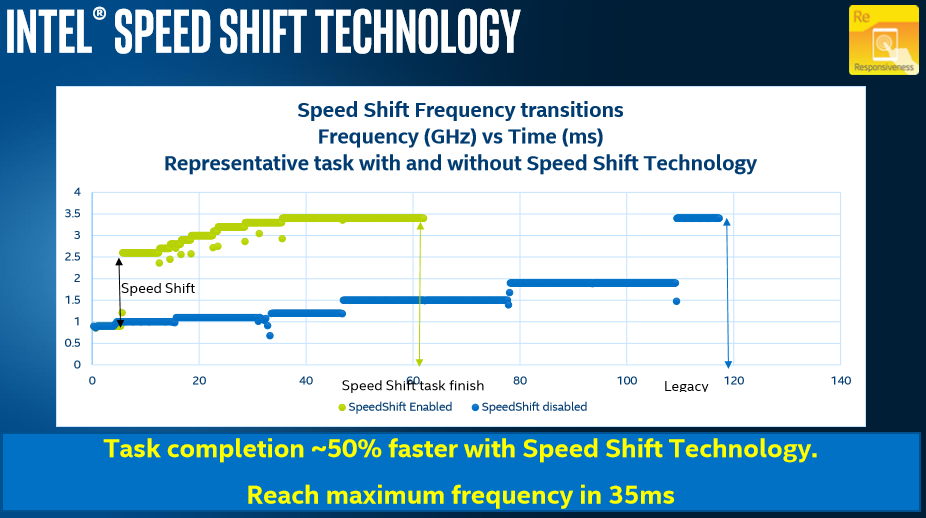 INTEL® SPEED SHIFT TECHNOLOGY
Re
Responsiveness
Speed Shift Frequency transitions
Frequency (GHz) vs Time (ms)
Representative task with and without Speed Shift Technology
4
3.5
3
2.5
2
1.5
1
0.5
0
Speed Shift
0 20 40 60 80 100 120 140
Speed Shift task finish
Legacy
SpeedShift Enabled SpeedShift disabled
Task completion ~50% faster with Speed Shift Technology.
Reach maximum frequency in 35ms